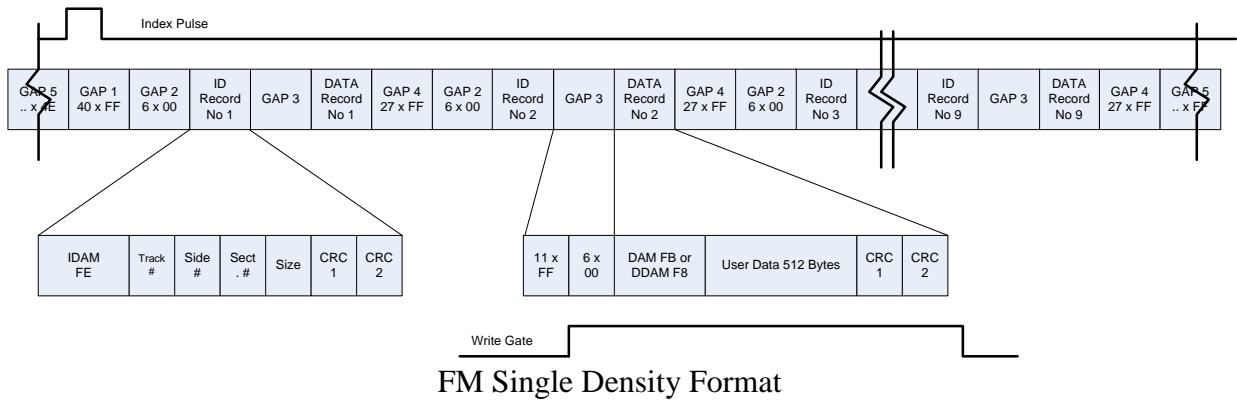 Index Pulse
GAP 5
.. x 4E
GAP 1
40 x FF
GAP 2
6 x 00
ID
Record
No 1
GAP 3
DATA
Record
No 1
GAP 4
27 x FF
GAP 2
6 x 00
ID
Record
No 2
GAP 3
DATA
Record
No 2
GAP 4
27 x FF
GAP 2
6 x 00
ID
Record
No 3
ID
Record
No 9
GAP 3
DATA
Record
No 9
GAP 4
27 x FF
GAP 5
.. x FF
IDAM
FE
Track
#
Side
#
Sect
. #
Size
CRC
1
CRC
2
11 x
FF
6 x
00
DAM FB or
DDAM F8
User Data 512 Bytes
CRC
1
CRC
2
Write Gate
FM Single Density Format